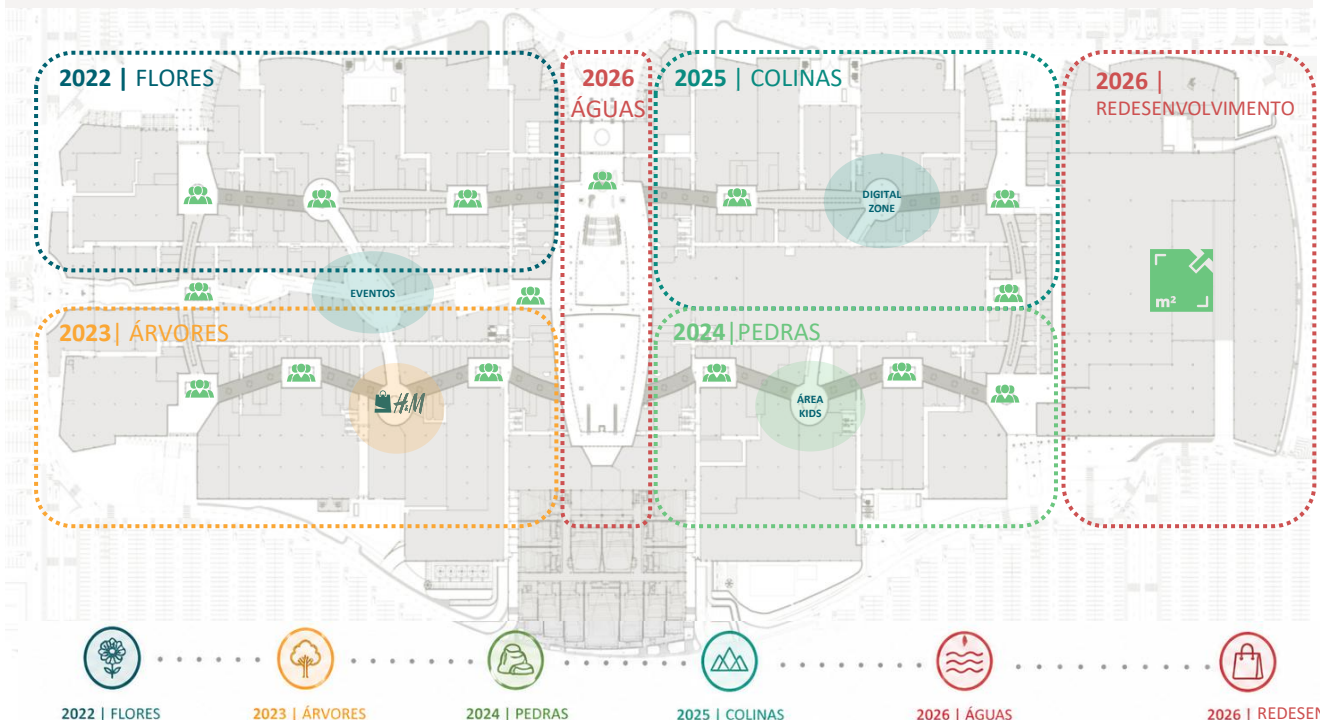 2022 | FLORES
2026
ÁGUAS
2025 | COLINAS
2026 |
REDESENVOLVIMENTO
DIGITAL
ZONE
EVENTOS
m²
2023| ÁRVORES
2024|PEDRAS
H&M
ÁREA
KIDS
2022 | FLORES
2023 | ÁRVORES
2024 | PEDRAS
2025 | COLINAS
2026 | ÁGUAS
2026 | REDESEN